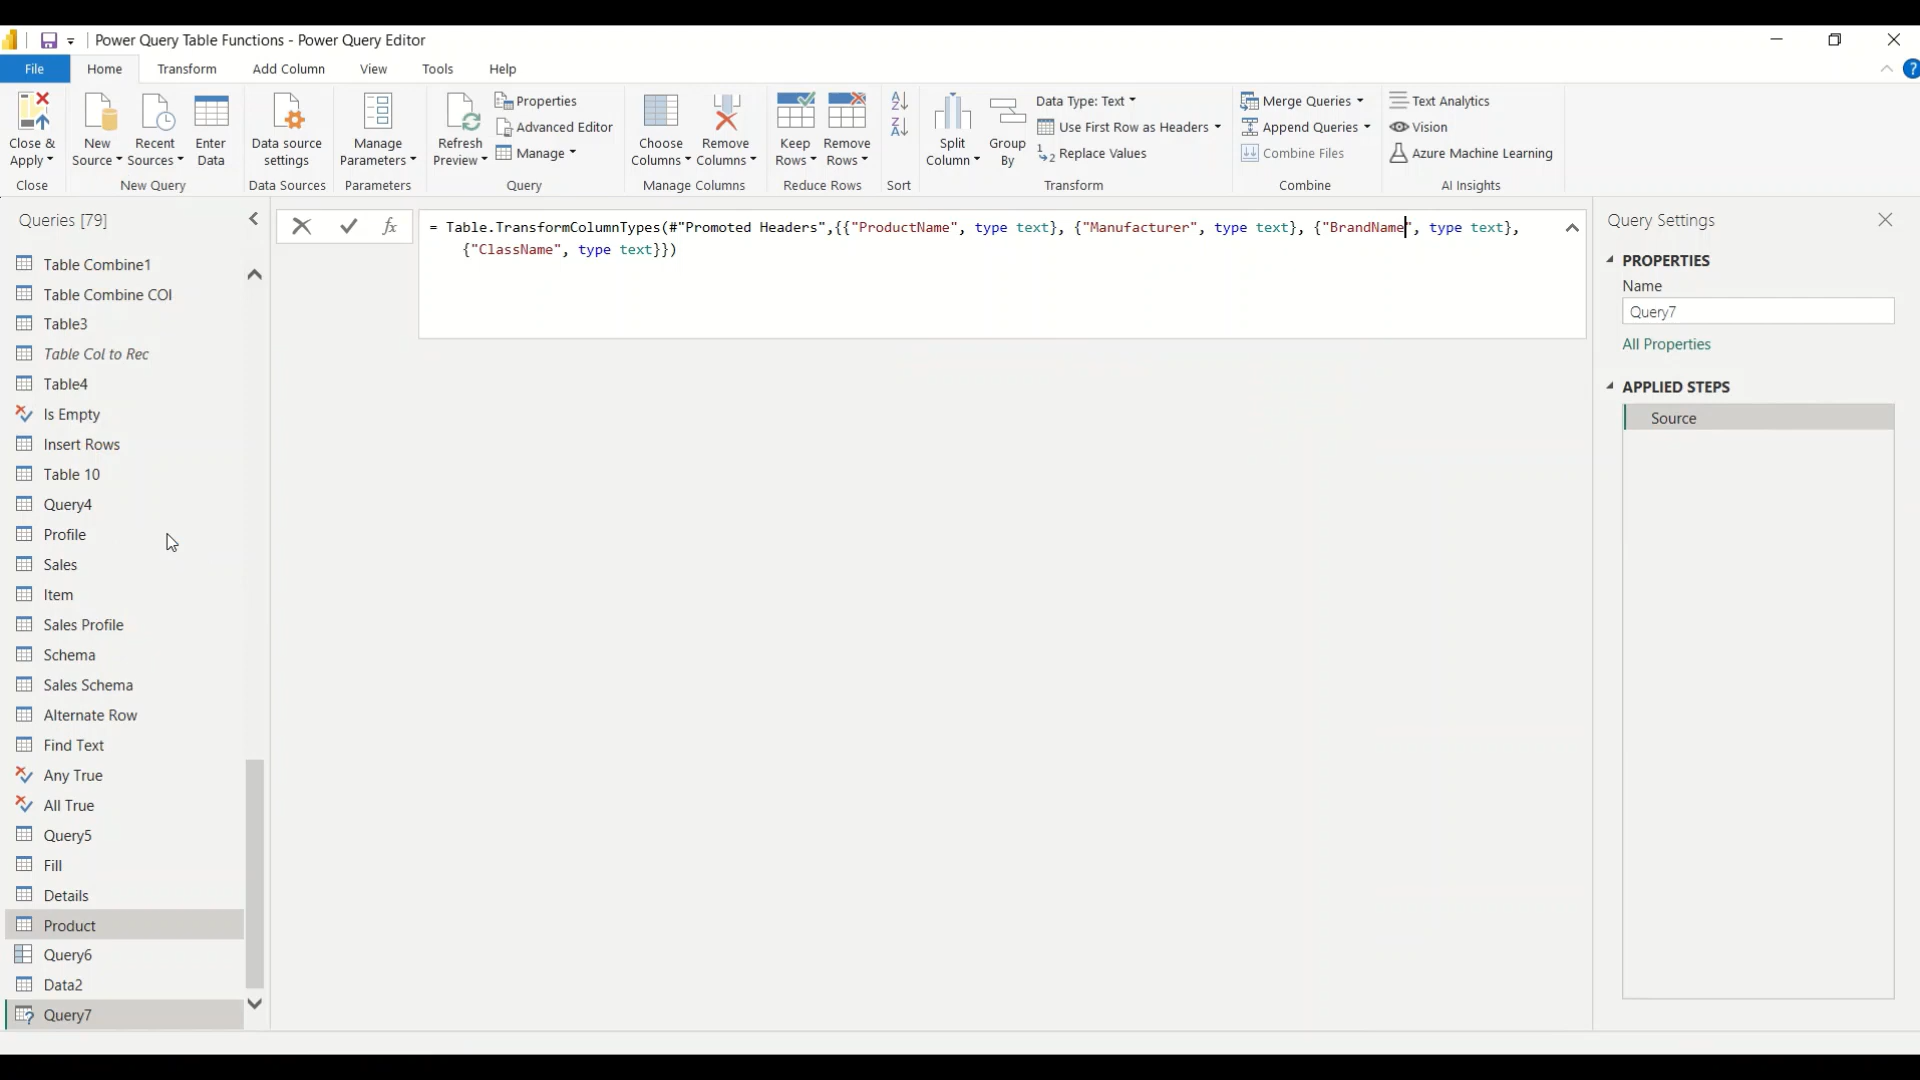 Power Query Table Functions - Power Query Editor
File Home Transform Add Column View Tools Help
?
Close & Apply
Close
New Source
Recent Sources
Enter Data
New Query
Data source settings
Data Sources
Manage Parameters
Parameters
Refresh Preview
Properties
Advanced Editor
Manage
Query
Choose Columns
Remove Columns
Manage Columns
Keep Rows
Remove Rows
Reduce Rows
A Z
Z A
Sort
Split Column
Group By
Data Type: Text
Use First Row as Headers
1 2 Replace Values
Transform
Merge Queries
Append Queries
Combine Files
Combine
Text Analytics
Vision
Azure Machine Learning
AI Insights
Queries [79]
Table Combine1
Table Combine COI
Table3
Table Col to Rec
Table4
Is Empty
Insert Rows
Table 10
Query4
Profile
Sales
Item
Sales Profile
Schema
Sales Schema
Alternate Row
Find Text
Any True
All True
Query5
Fill
Details
Product
Query6
Data2
Query7
fx
= Table.TransformColumnTypes(#"Promoted Headers",{{"ProductName", type text}, {"Manufacturer", type text}, {"BrandName", type text},
{"ClassName", type text}})
Query Settings
PROPERTIES
Name
Query7
All Properties
APPLIED STEPS
Source